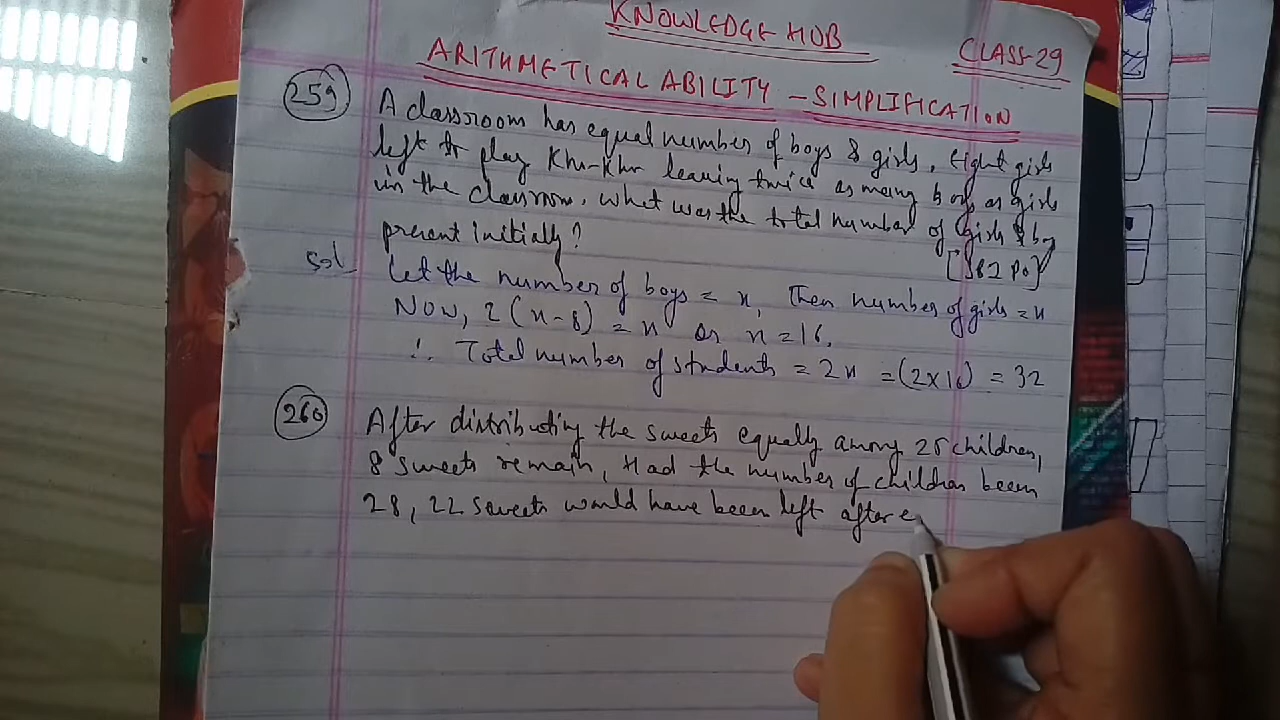 KNOWLEDGE HUB
CLASS-29
ARITHMETICAL ABILITY - SIMPLIFICATION
259 A classroom has equal number of boys & girls. Eight girls
left to play Kho-Kho leaving twice as many boys as girls
in the classroom. What was the total number of girls & boys
present initially?
[SBI PO]
Sol Let the number of boys = x, Then number of girls = x
NOW, 2(x-8) = x or x = 16.
∴ Total number of students = 2x = (2x16) = 32
260 After distributing the sweets equally among 25 children,
8 sweets remain, Had the number of children been
28, 22 sweets would have been left after e